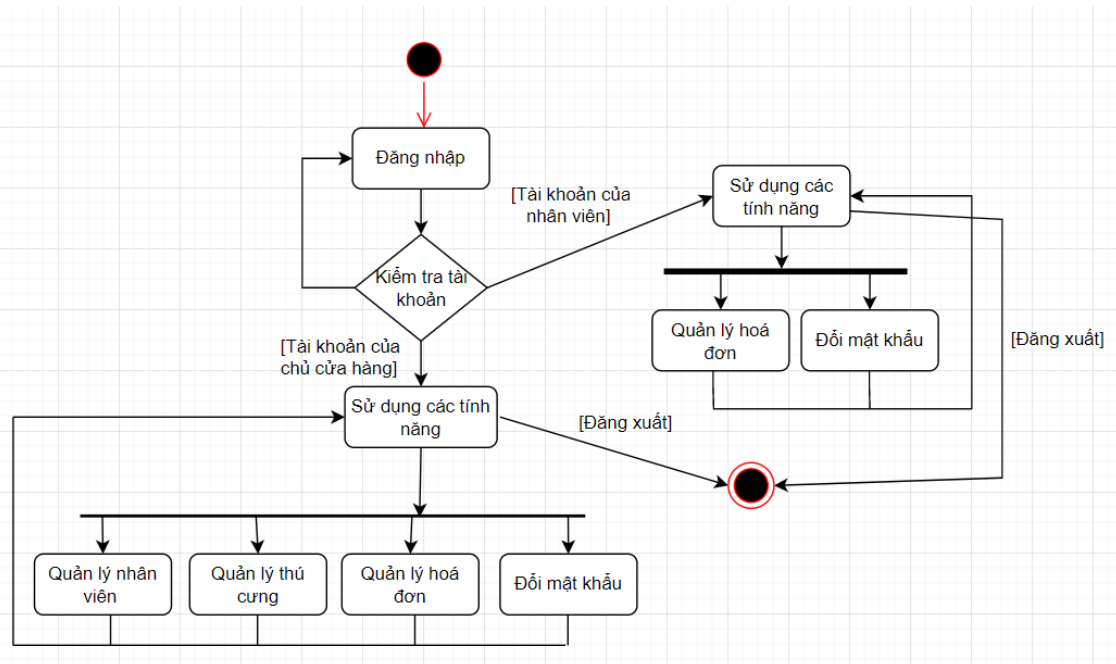 Đăng nhập
Kiểm tra tài
khoản
[Tài khoản của
nhân viên]
Sử dụng các
tính năng
Quản lý hoá
đơn
Đổi mật khẩu
[Đăng xuất]
[Tài khoản của
chủ cửa hàng]
Sử dụng các tính
năng
[Đăng xuất]
Quản lý nhân
viên
Quản lý thú
cưng
Quản lý hoá
đơn
Đổi mật khẩu